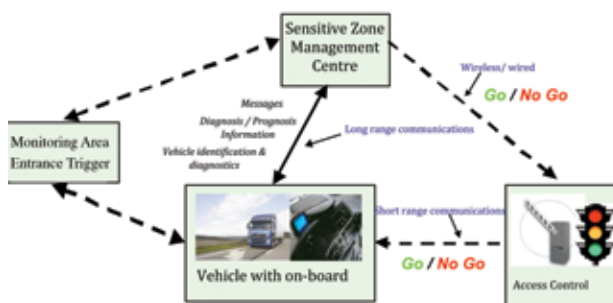 Sensitive Zone
Management
Centre
Wireless/ wired
Go / No Go
Messages
Diagnosis / Prognosis
Information
Vehicle identification &
diagnostics
Long range communications
Monitoring Area
Entrance Trigger
Short range communications
Go / No Go
Vehicle with on-board
Access Control